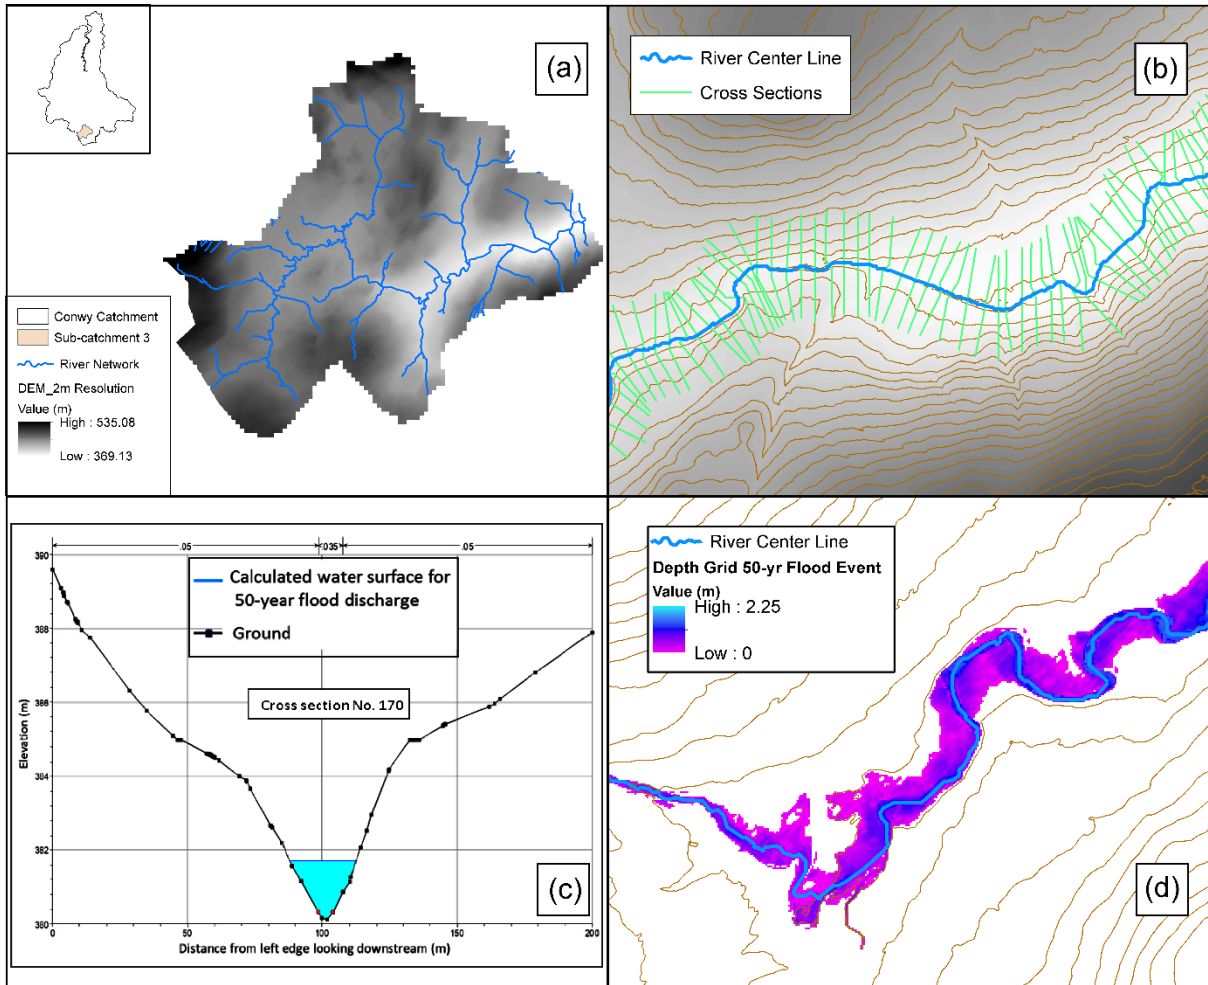 (a)
Conwy Catchment
Sub-catchment 3
River Network
DEM_2m Resolution
Value (m)
High : 535.08
Low : 369.13
River Center Line
Cross Sections
(b)
.05
.035
.05
390
388
386
384
382
380
Elevation (m)
Calculated water surface for
50-year flood discharge
Ground
Cross section No. 170
(c)
0
50
100
150
200
Distance from left edge looking downstream (m)
River Center Line
Depth Grid 50-yr Flood Event
Value (m)
High : 2.25
Low : 0
(d)